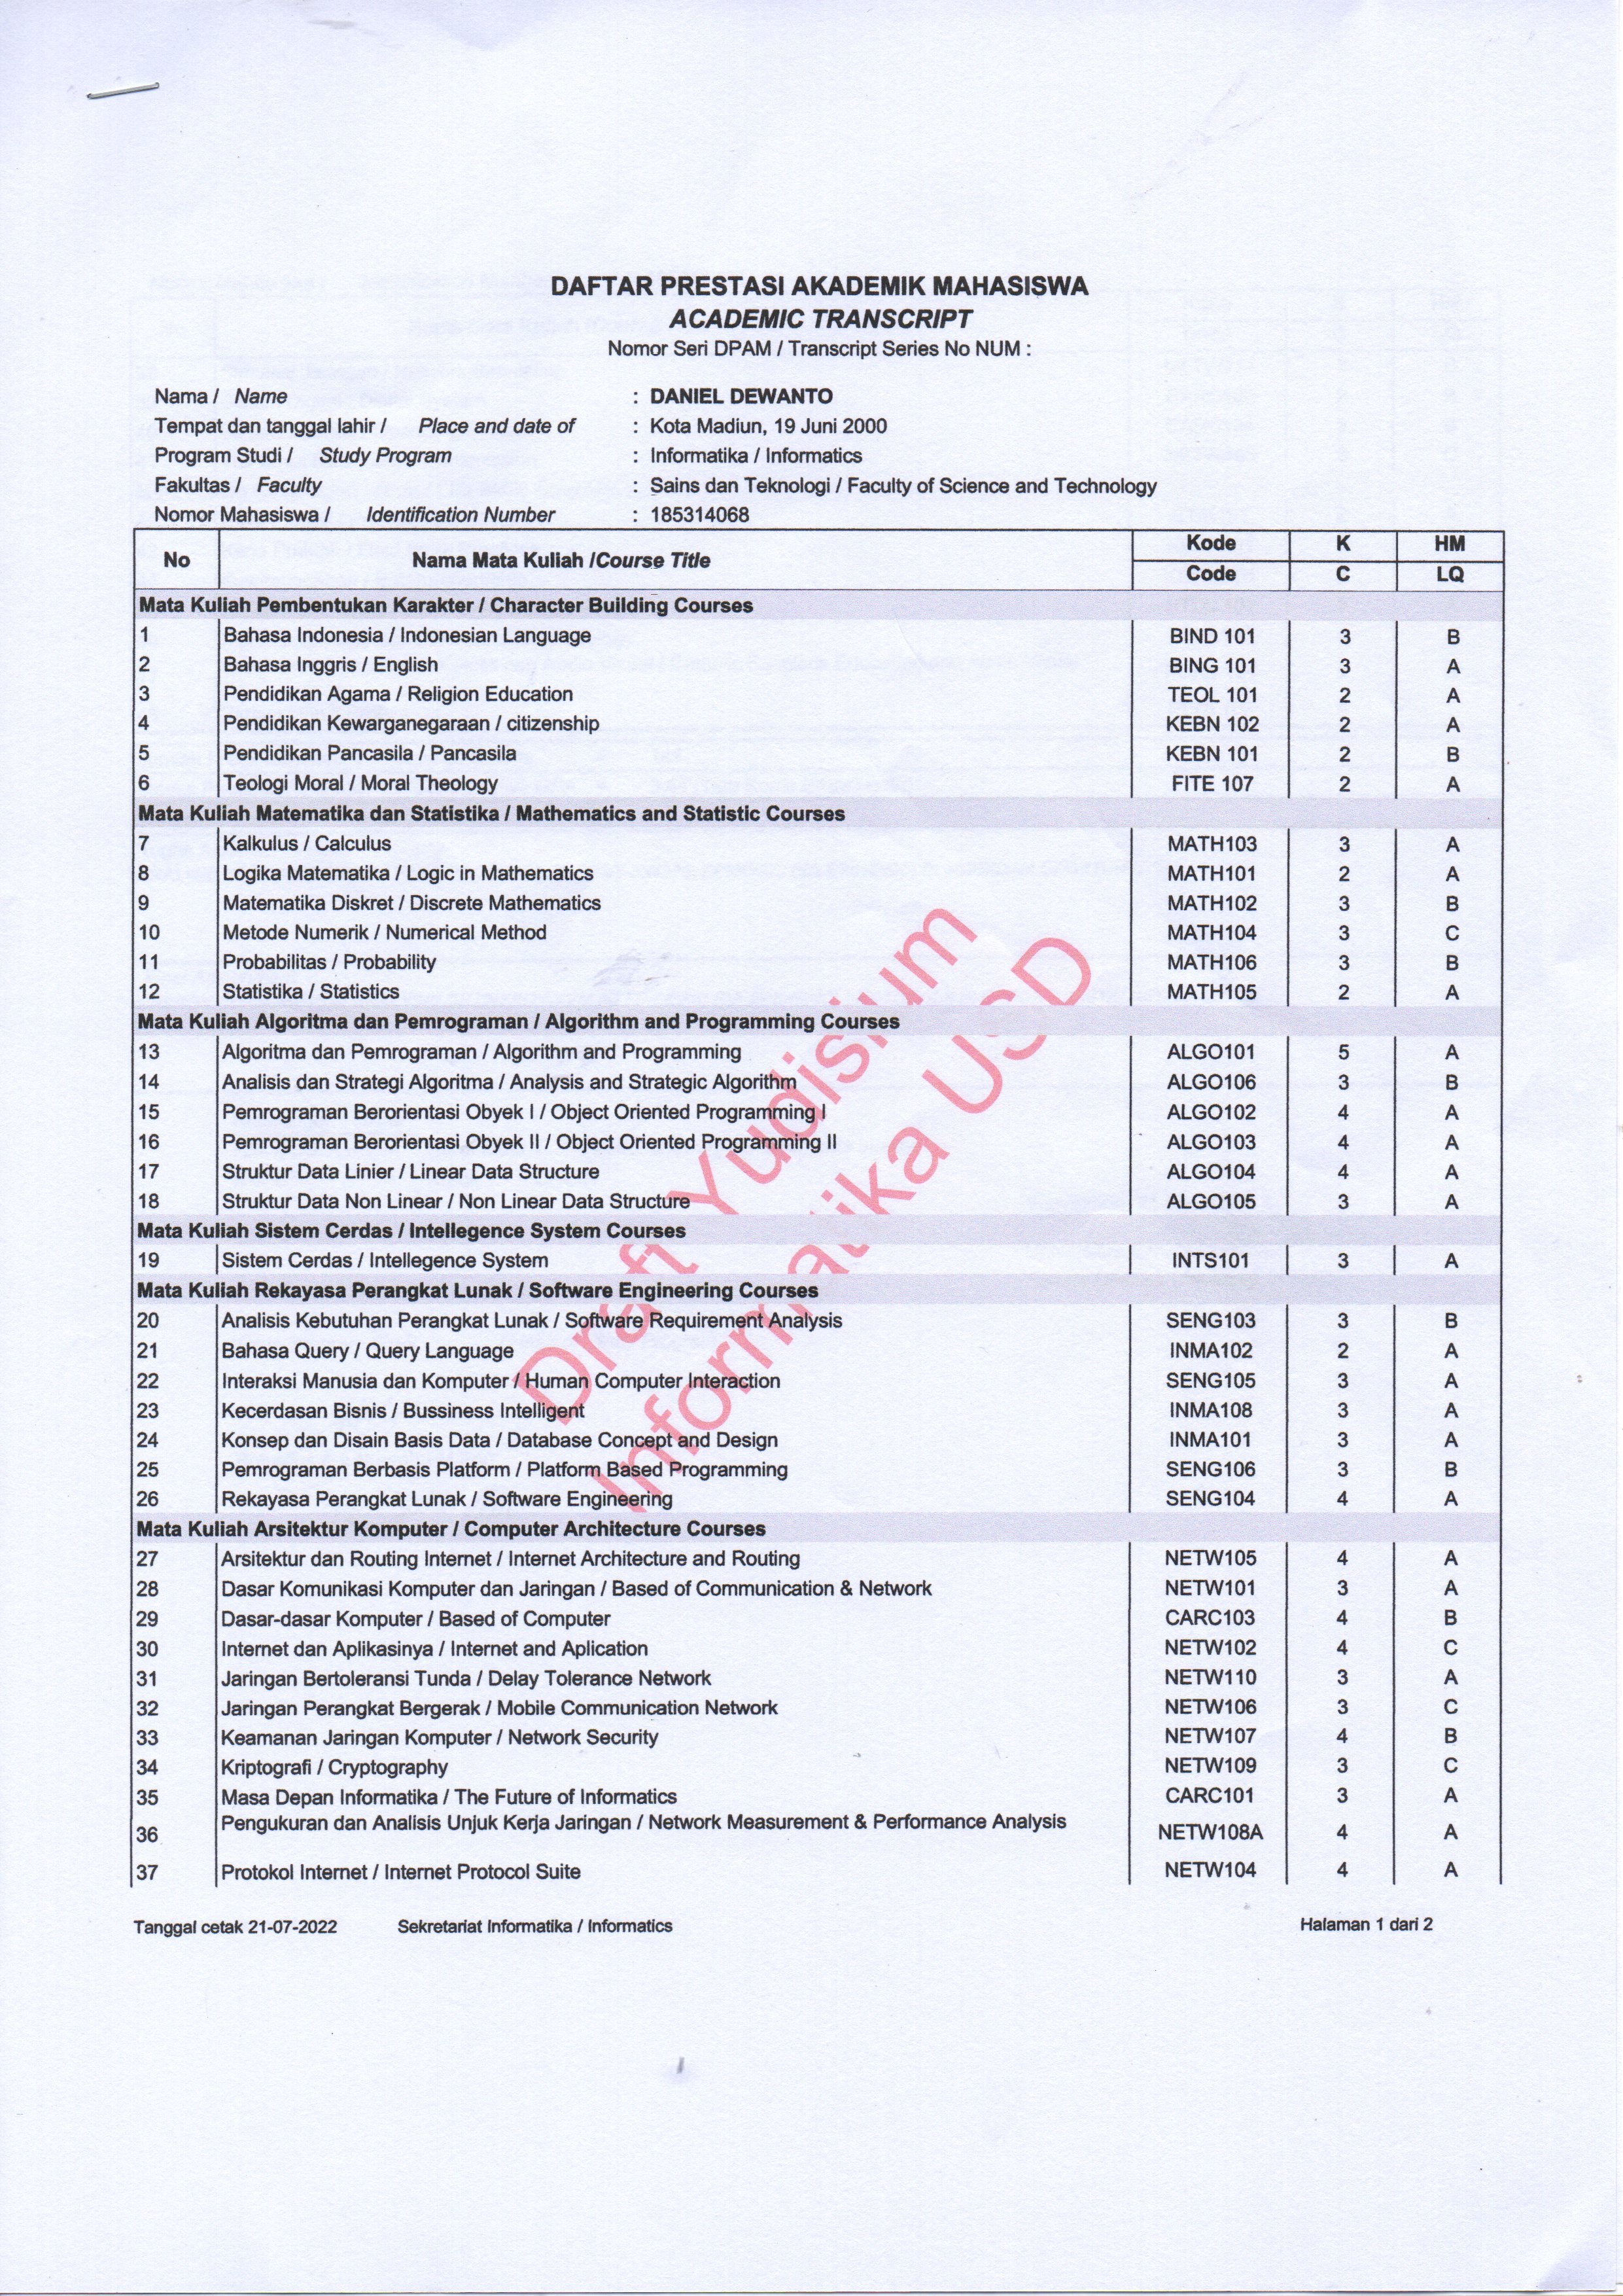 DAFTAR PRESTASI AKADEMIK MAHASISWA
ACADEMIC TRANSCRIPT
Nomor Seri DPAM / Transcript Series No NUM :
Nama / Name : DANIEL DEWANTO
Tempat dan tanggal lahir / Place and date of : Kota Madiun, 19 Juni 2000
Program Studi / Study Program : Informatika / Informatics
Fakultas / Faculty : Sains dan Teknologi / Faculty of Science and Technology
Nomor Mahasiswa / Identification Number : 185314068
No Nama Mata Kuliah /Course Title Kode K HM
Code C LQ
Mata Kuliah Pembentukan Karakter / Character Building Courses
1 Bahasa Indonesia / Indonesian Language BIND 101 3 B
2 Bahasa Inggris / English BING 101 3 A
3 Pendidikan Agama / Religion Education TEOL 101 2 A
4 Pendidikan Kewarganegaraan / citizenship KEBN 102 2 A
5 Pendidikan Pancasila / Pancasila KEBN 101 2 B
6 Teologi Moral / Moral Theology FITE 107 2 A
Mata Kuliah Matematika dan Statistika / Mathematics and Statistic Courses
7 Kalkulus / Calculus MATH103 3 A
8 Logika Matematika / Logic in Mathematics MATH101 2 A
9 Matematika Diskret / Discrete Mathematics MATH102 3 B
10 Metode Numerik / Numerical Method MATH104 3 C
11 Probabilitas / Probability MATH106 3 B
12 Statistika / Statistics MATH105 2 A
Mata Kuliah Algoritma dan Pemrograman / Algorithm and Programming Courses
13 Algoritma dan Pemrograman / Algorithm and Programming ALGO101 5 A
14 Analisis dan Strategi Algoritma / Analysis and Strategic Algorithm ALGO106 3 B
15 Pemrograman Berorientasi Obyek I / Object Oriented Programming I ALGO102 4 A
16 Pemrograman Berorientasi Obyek II / Object Oriented Programming II ALGO103 4 A
17 Struktur Data Linier / Linear Data Structure ALGO104 4 A
18 Struktur Data Non Linear / Non Linear Data Structure ALGO105 3 A
Mata Kuliah Sistem Cerdas / Intellegence System Courses
19 Sistem Cerdas / Intellegence System INTS101 3 A
Mata Kuliah Rekayasa Perangkat Lunak / Software Engineering Courses
20 Analisis Kebutuhan Perangkat Lunak / Software Requirement Analysis SENG103 3 B
21 Bahasa Query / Query Language INMA102 2 A
22 Interaksi Manusia dan Komputer / Human Computer Interaction SENG105 3 A
23 Kecerdasan Bisnis / Bussiness Intelligent INMA108 3 A
24 Konsep dan Disain Basis Data / Database Concept and Design INMA101 3 A
25 Pemrograman Berbasis Platform / Platform Based Programming SENG106 3 B
26 Rekayasa Perangkat Lunak / Software Engineering SENG104 4 A
Mata Kuliah Arsitektur Komputer / Computer Architecture Courses
27 Arsitektur dan Routing Internet / Internet Architecture and Routing NETW105 4 A
28 Dasar Komunikasi Komputer dan Jaringan / Based of Communication & Network NETW101 3 A
29 Dasar-dasar Komputer / Based of Computer CARC103 4 B
30 Internet dan Aplikasinya / Internet and Aplication NETW102 4 C
31 Jaringan Bertoleransi Tunda / Delay Tolerance Network NETW110 3 A
32 Jaringan Perangkat Bergerak / Mobile Communication Network NETW106 3 C
33 Keamanan Jaringan Komputer / Network Security NETW107 4 B
34 Kriptografi / Cryptography NETW109 3 C
35 Masa Depan Informatika / The Future of Informatics CARC101 3 A
36 Pengukuran dan Analisis Unjuk Kerja Jaringan / Network Measurement & Performance Analysis NETW108A 4 A
37 Protokol Internet / Internet Protocol Suite NETW104 4 A
Draft Yudisium
Informatika USD
Tanggal cetak 21-07-2022 Sekretariat Informatika / Informatics Halaman 1 dari 2